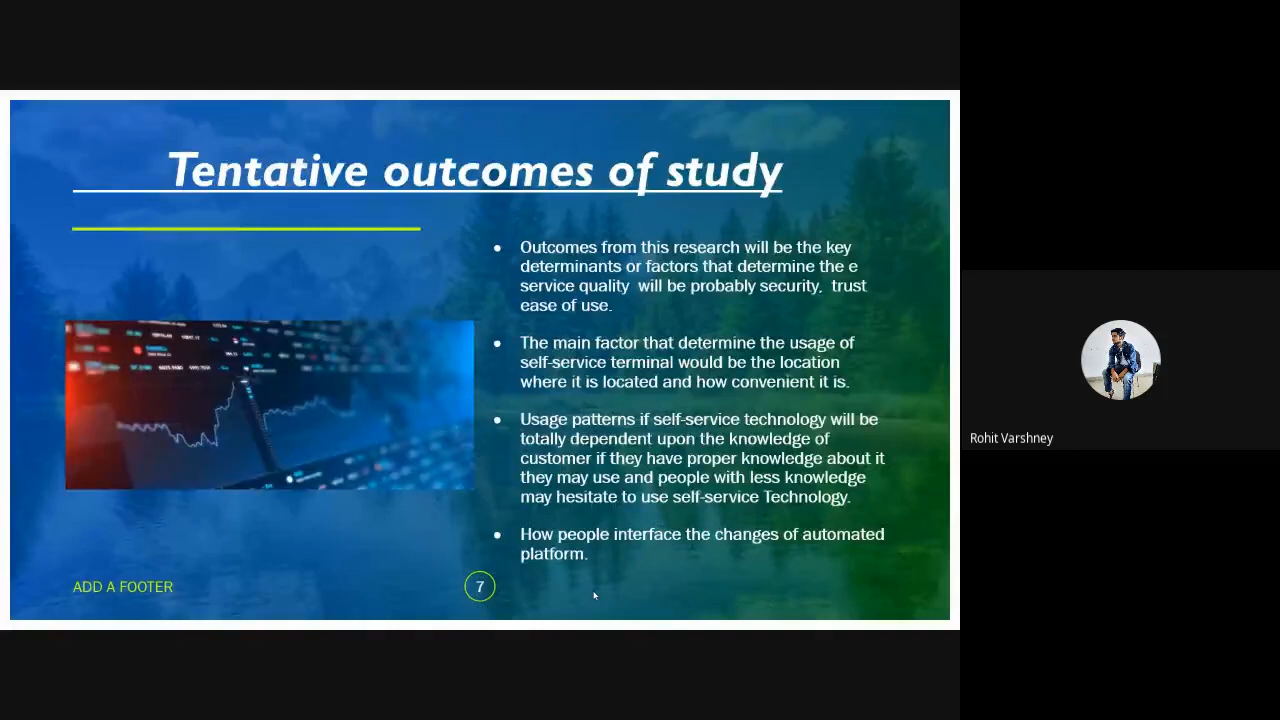 Tentative outcomes of study
Outcomes from this research will be the key
determinants or factors that determine the e
service quality will be probably security, trust
ease of use.
The main factor that determine the usage of
self-service terminal would be the location
where it is located and how convenient it is.
Usage patterns if self-service technology will be
totally dependent upon the knowledge of
customer if they have proper knowledge about it
they may use and people with less knowledge
may hesitate to use self-service Technology.
How people interface the changes of automated
platform.
ADD A FOOTER
7
Rohit Varshney